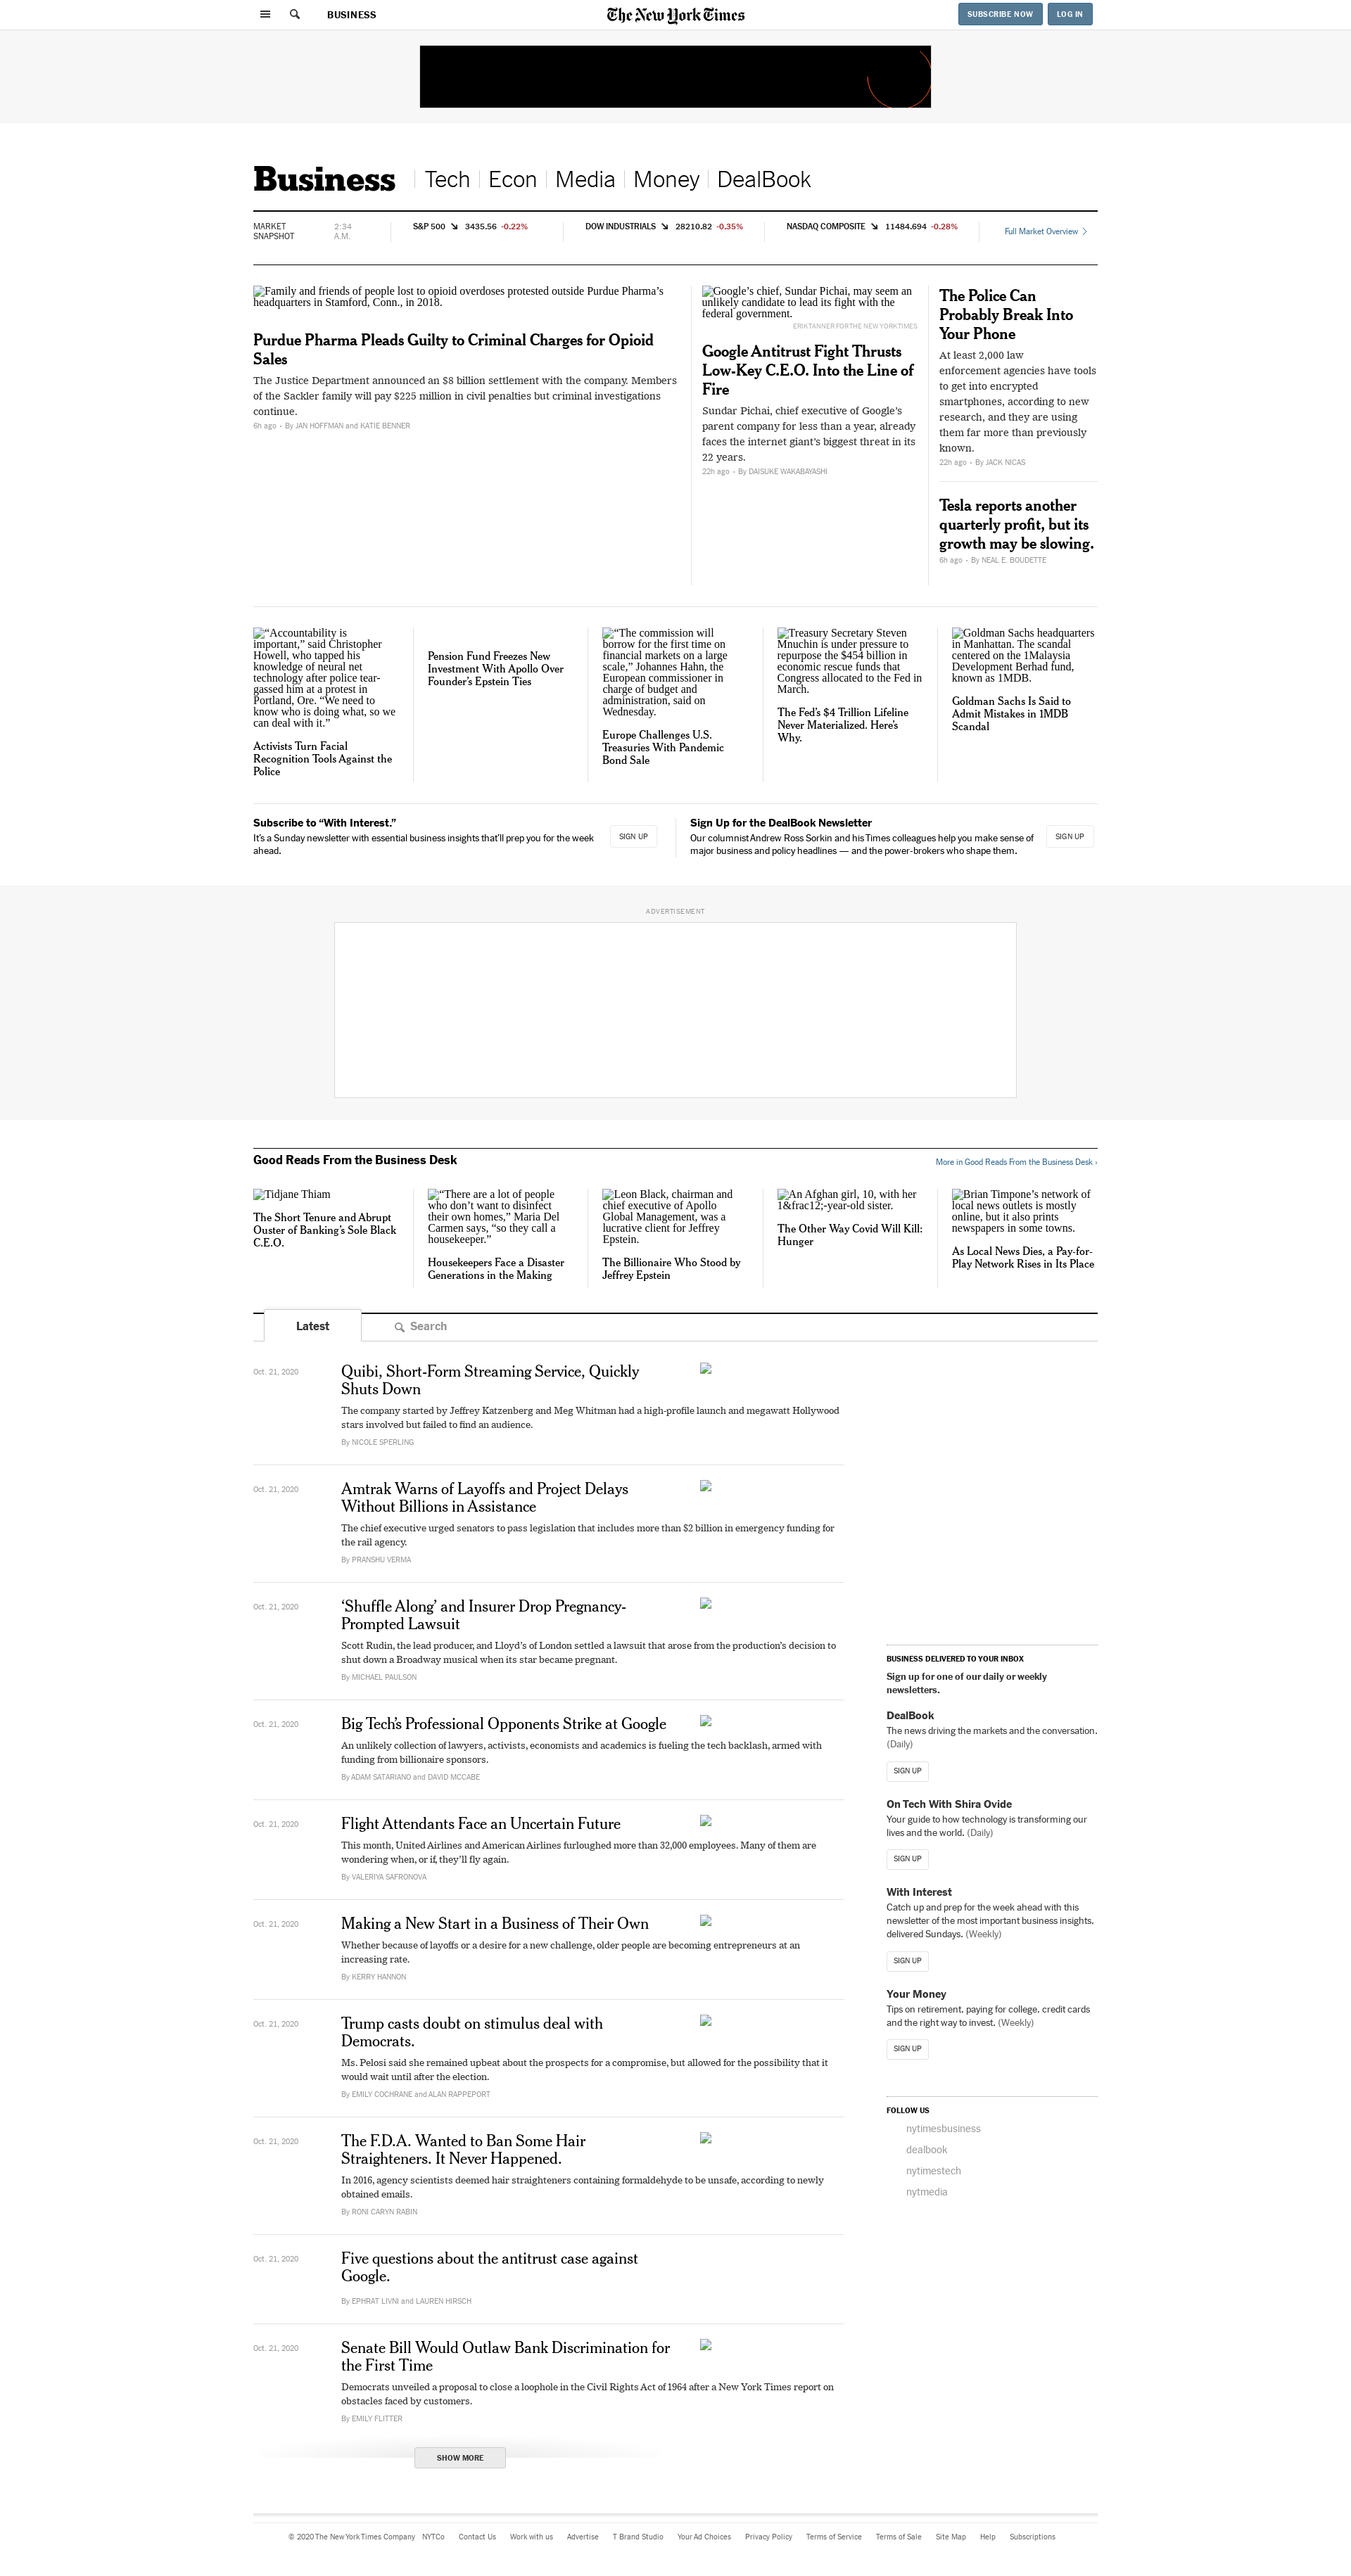 BUSINESS
The New York Times
SUBSCRIBE NOW
LOG IN
Business
Tech
Econ
Media
Money
DealBook
MARKET
SNAPSHOT
2:34
A.M.
S&P 500 3435.56 -0.22%
DOW INDUSTRIALS 28210.82 -0.35%
NASDAQ COMPOSITE 11484.694 -0.28%
Full Market Overview
Family and friends of people lost to opioid overdoses protested outside Purdue Pharma's
headquarters in Stamford, Conn., in 2018.
Purdue Pharma Pleads Guilty to Criminal Charges for Opioid
Sales
The Justice Department announced an $8 billion settlement with the company. Members
of the Sackler family will pay $225 million in civil penalties but criminal investigations
continue.
6h ago · By JAN HOFFMAN and KATIE BENNER
Google's chief, Sundar Pichai, may seem an
unlikely candidate to lead its fight with the
federal government.
ERIK TANNER FOR THE NEW YORK TIMES
Google Antitrust Fight Thrusts
Low-Key C.E.O. Into the Line of
Fire
Sundar Pichai, chief executive of Google's
parent company for less than a year, already
faces the internet giant's biggest threat in its
22 years.
22h ago · By DAISUKE WAKABAYASHI
The Police Can
Probably Break Into
Your Phone
At least 2,000 law
enforcement agencies have tools
to get into encrypted
smartphones, according to new
research, and they are using
them far more than previously
known.
22h ago · By JACK NICAS
Tesla reports another
quarterly profit, but its
growth may be slowing.
6h ago · By NEAL E. BOUDETTE
"Accountability is
important," said Christopher
Howell, who tapped his
knowledge of neural net
technology after police tear-
gassed him at a protest in
Portland, Ore. "We need to
know who is doing what, so we
can deal with it."
Activists Turn Facial
Recognition Tools Against the
Police
Pension Fund Freezes New
Investment With Apollo Over
Founder's Epstein Ties
"The commission will
borrow for the first time on
financial markets on a large
scale," Johannes Hahn, the
European commissioner in
charge of budget and
administration, said on
Wednesday.
Europe Challenges U.S.
Treasuries With Pandemic
Bond Sale
Treasury Secretary Steven
Mnuchin is under pressure to
repurpose the $454 billion in
economic rescue funds that
Congress allocated to the Fed in
March.
The Fed's $4 Trillion Lifeline
Never Materialized. Here's
Why.
Goldman Sachs headquarters
in Manhattan. The scandal
centered on the 1Malaysia
Development Berhad fund,
known as 1MDB.
Goldman Sachs Is Said to
Admit Mistakes in 1MDB
Scandal
Subscribe to "With Interest."
It's a Sunday newsletter with essential business insights that'll prep you for the week
ahead.
SIGN UP
Sign Up for the DealBook Newsletter
Our columnist Andrew Ross Sorkin and his Times colleagues help you make sense of
major business and policy headlines — and the power-brokers who shape them.
SIGN UP
ADVERTISEMENT
Good Reads From the Business Desk
More in Good Reads From the Business Desk ›
Tidjane Thiam
The Short Tenure and Abrupt
Ouster of Banking's Sole Black
C.E.O.
"There are a lot of people
who don't want to disinfect
their own homes," Maria Del
Carmen says, "so they call a
housekeeper."
Housekeepers Face a Disaster
Generations in the Making
Leon Black, chairman and
chief executive of Apollo
Global Management, was a
lucrative client for Jeffrey
Epstein.
The Billionaire Who Stood by
Jeffrey Epstein
An Afghan girl, 10, with her
1&frac12;-year-old sister.
The Other Way Covid Will Kill:
Hunger
Brian Timpone's network of
local news outlets is mostly
online, but it also prints
newspapers in some towns.
As Local News Dies, a Pay-for-
Play Network Rises in Its Place
Latest
Search
Oct. 21, 2020
Quibi, Short-Form Streaming Service, Quickly
Shuts Down
The company started by Jeffrey Katzenberg and Meg Whitman had a high-profile launch and megawatt Hollywood
stars involved but failed to find an audience.
By NICOLE SPERLING
Oct. 21, 2020
Amtrak Warns of Layoffs and Project Delays
Without Billions in Assistance
The chief executive urged senators to pass legislation that includes more than $2 billion in emergency funding for
the rail agency.
By PRANSHU VERMA
Oct. 21, 2020
'Shuffle Along' and Insurer Drop Pregnancy-
Prompted Lawsuit
Scott Rudin, the lead producer, and Lloyd's of London settled a lawsuit that arose from the production's decision to
shut down a Broadway musical when its star became pregnant.
By MICHAEL PAULSON
Oct. 21, 2020
Big Tech's Professional Opponents Strike at Google
An unlikely collection of lawyers, activists, economists and academics is fueling the tech backlash, armed with
funding from billionaire sponsors.
By ADAM SATARIANO and DAVID MCCABE
Oct. 21, 2020
Flight Attendants Face an Uncertain Future
This month, United Airlines and American Airlines furloughed more than 32,000 employees. Many of them are
wondering when, or if, they'll fly again.
By VALERIYA SAFRONOVA
Oct. 21, 2020
Making a New Start in a Business of Their Own
Whether because of layoffs or a desire for a new challenge, older people are becoming entrepreneurs at an
increasing rate.
By KERRY HANNON
Oct. 21, 2020
Trump casts doubt on stimulus deal with
Democrats.
Ms. Pelosi said she remained upbeat about the prospects for a compromise, but allowed for the possibility that it
would wait until after the election.
By EMILY COCHRANE and ALAN RAPPEPORT
Oct. 21, 2020
The F.D.A. Wanted to Ban Some Hair
Straighteners. It Never Happened.
In 2016, agency scientists deemed hair straighteners containing formaldehyde to be unsafe, according to newly
obtained emails.
By RONI CARYN RABIN
Oct. 21, 2020
Five questions about the antitrust case against
Google.
By EPHRAT LIVNI and LAUREN HIRSCH
Oct. 21, 2020
Senate Bill Would Outlaw Bank Discrimination for
the First Time
Democrats unveiled a proposal to close a loophole in the Civil Rights Act of 1964 after a New York Times report on
obstacles faced by customers.
By EMILY FLITTER
SHOW MORE
BUSINESS DELIVERED TO YOUR INBOX
Sign up for one of our daily or weekly
newsletters.
DealBook
The news driving the markets and the conversation.
(Daily)
SIGN UP
On Tech With Shira Ovide
Your guide to how technology is transforming our
lives and the world. (Daily)
SIGN UP
With Interest
Catch up and prep for the week ahead with this
newsletter of the most important business insights,
delivered Sundays. (Weekly)
SIGN UP
Your Money
Tips on retirement, paying for college, credit cards
and the right way to invest. (Weekly)
SIGN UP
FOLLOW US
nytimesbusiness
dealbook
nytimestech
nytmedia
© 2020 The New York Times Company NYTCo Contact Us Work with us Advertise T Brand Studio Your Ad Choices Privacy Policy Terms of Service Terms of Sale Site Map Help Subscriptions